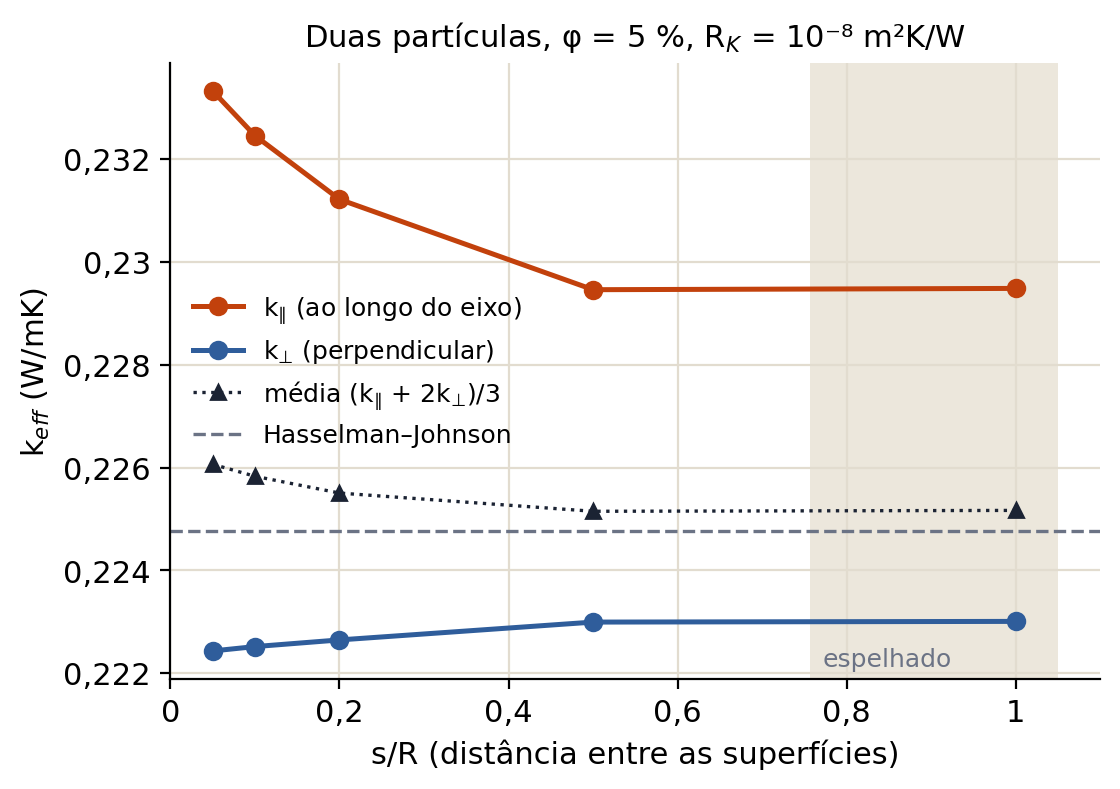 Duas partículas, φ = 5 %, R_K = 10⁻⁸ m²K/W
k_eff (W/mK)
0,232
0,23
0,228
0,226
0,224
0,222
k_∥ (ao longo do eixo)
k_⊥ (perpendicular)
média (k_∥ + 2k_⊥)/3
Hasselman–Johnson
espelhado
0 0,2 0,4 0,6 0,8 1
s/R (distância entre as superfícies)